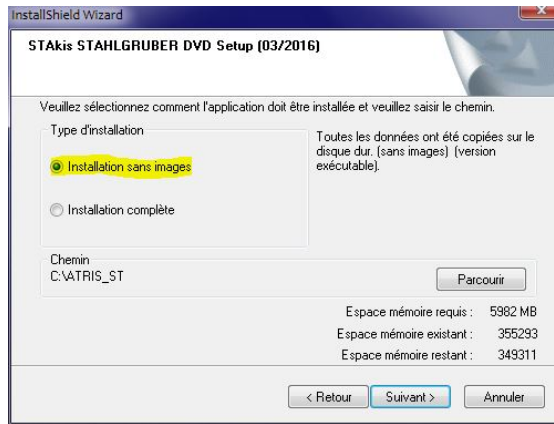 InstallShield Wizard
STAkis STAHLGRUBER DVD Setup (03/2016)
Veuillez sélectionnez comment l'application doit être installée et veuillez saisir le chemin.
Type d'installation
Installation sans images
Installation complète
Toutes les données ont été copiées sur le
disque dur. (sans images) (version
exécutable).
Chemin
C:\ATRIS_ST
Parcourir
Espace mémoire requis : 5982 MB
Espace mémoire existant : 355293
Espace mémoire restant : 349311
< Retour
Suivant >
Annuler